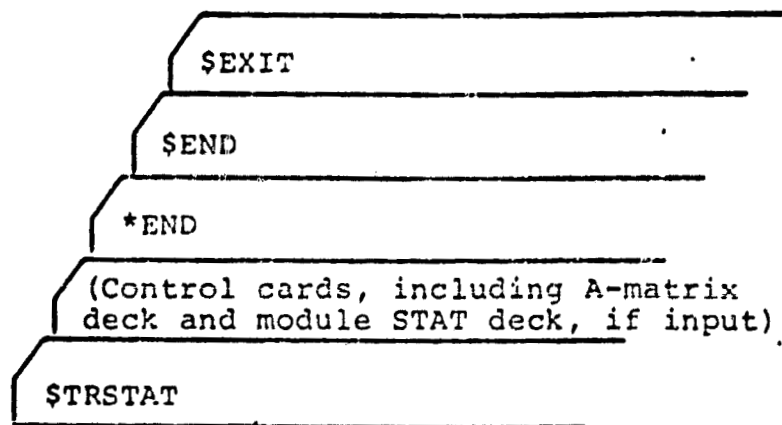 $EXIT
$END
*END
(Control cards, including A-matrix
deck and module STAT deck, if input)
$TRSTAT